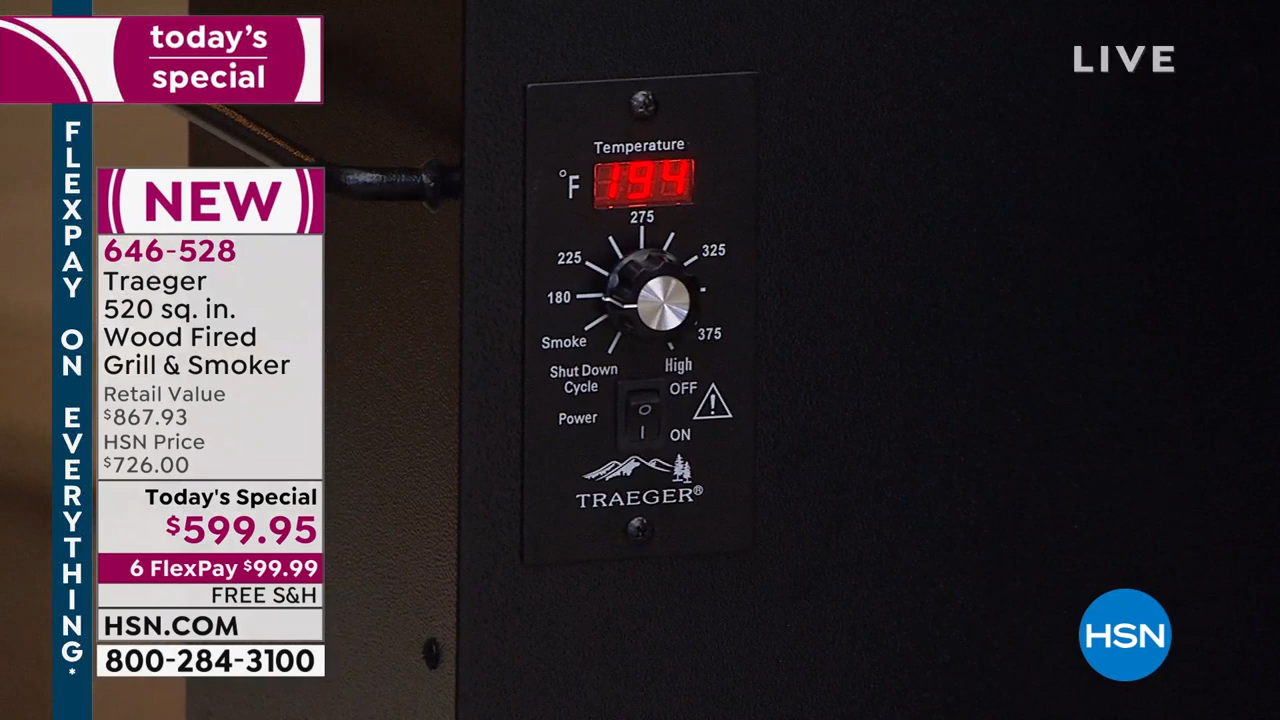 today's
special
LIVE
FLEXPAY ON EVERYTHING*
NEW
646-528
Traeger
520 sq. in.
Wood Fired
Grill & Smoker
Retail Value
$867.93
HSN Price
$726.00
Today's Special
$599.95
6 FlexPay $99.99
FREE S&H
HSN.COM
800-284-3100
Temperature
°F 194
275
225
325
180
375
Smoke
High
Shut Down
Cycle
OFF
Power
ON
TRAEGER®
HSN